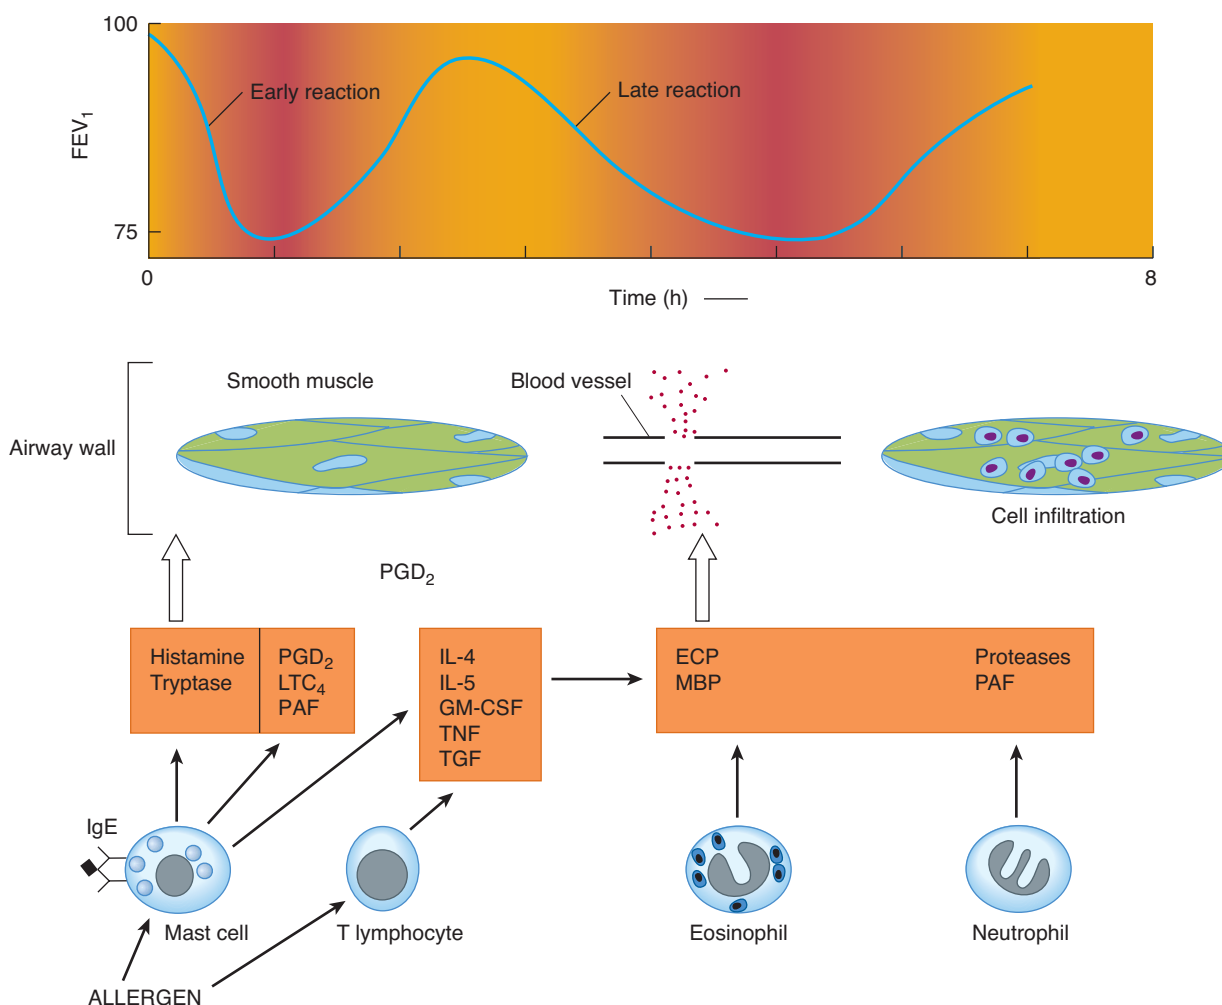 100
Early reaction
Late reaction
FEV1
75
0
8
Time (h)
Smooth muscle
Blood vessel
Airway wall
Cell infiltration
PGD2
Histamine
Tryptase
PGD2
LTC4
PAF
IL-4
IL-5
GM-CSF
TNF
TGF
ECP
MBP
Proteases
PAF
IgE
Mast cell
T lymphocyte
Eosinophil
Neutrophil
ALLERGEN